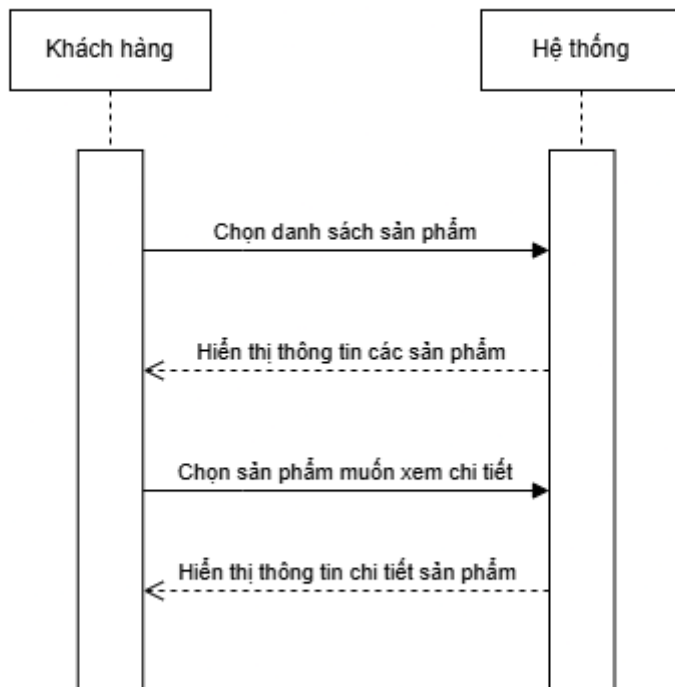 Khách hàng
Hệ thống
Chọn danh sách sản phẩm
Hiển thị thông tin các sản phẩm
Chọn sản phẩm muốn xem chi tiết
Hiển thị thông tin chi tiết sản phẩm